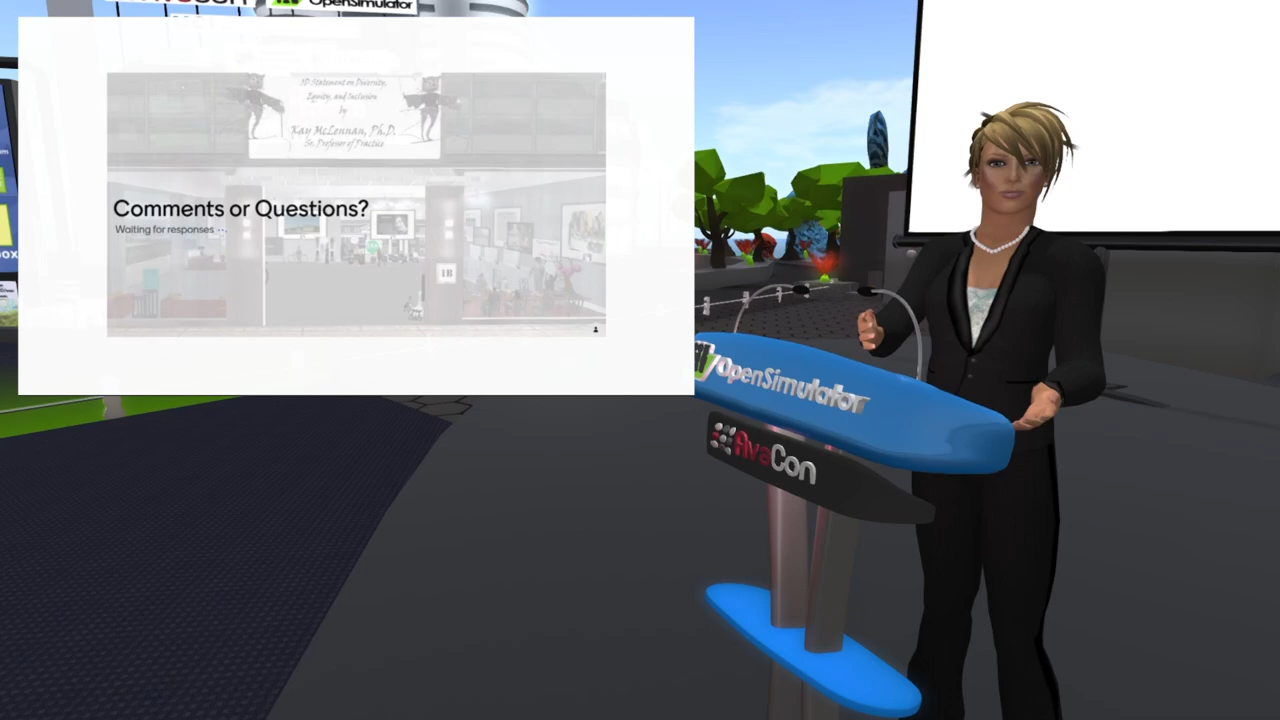 OpenSimulator
3D Statement on Diversity,
Equity, and Inclusion
by
Kay McLennan, Ph.D.
Sr. Professor of Practice
Comments or Questions?
Waiting for responses ···
1B
OpenSimulator
AvaCon